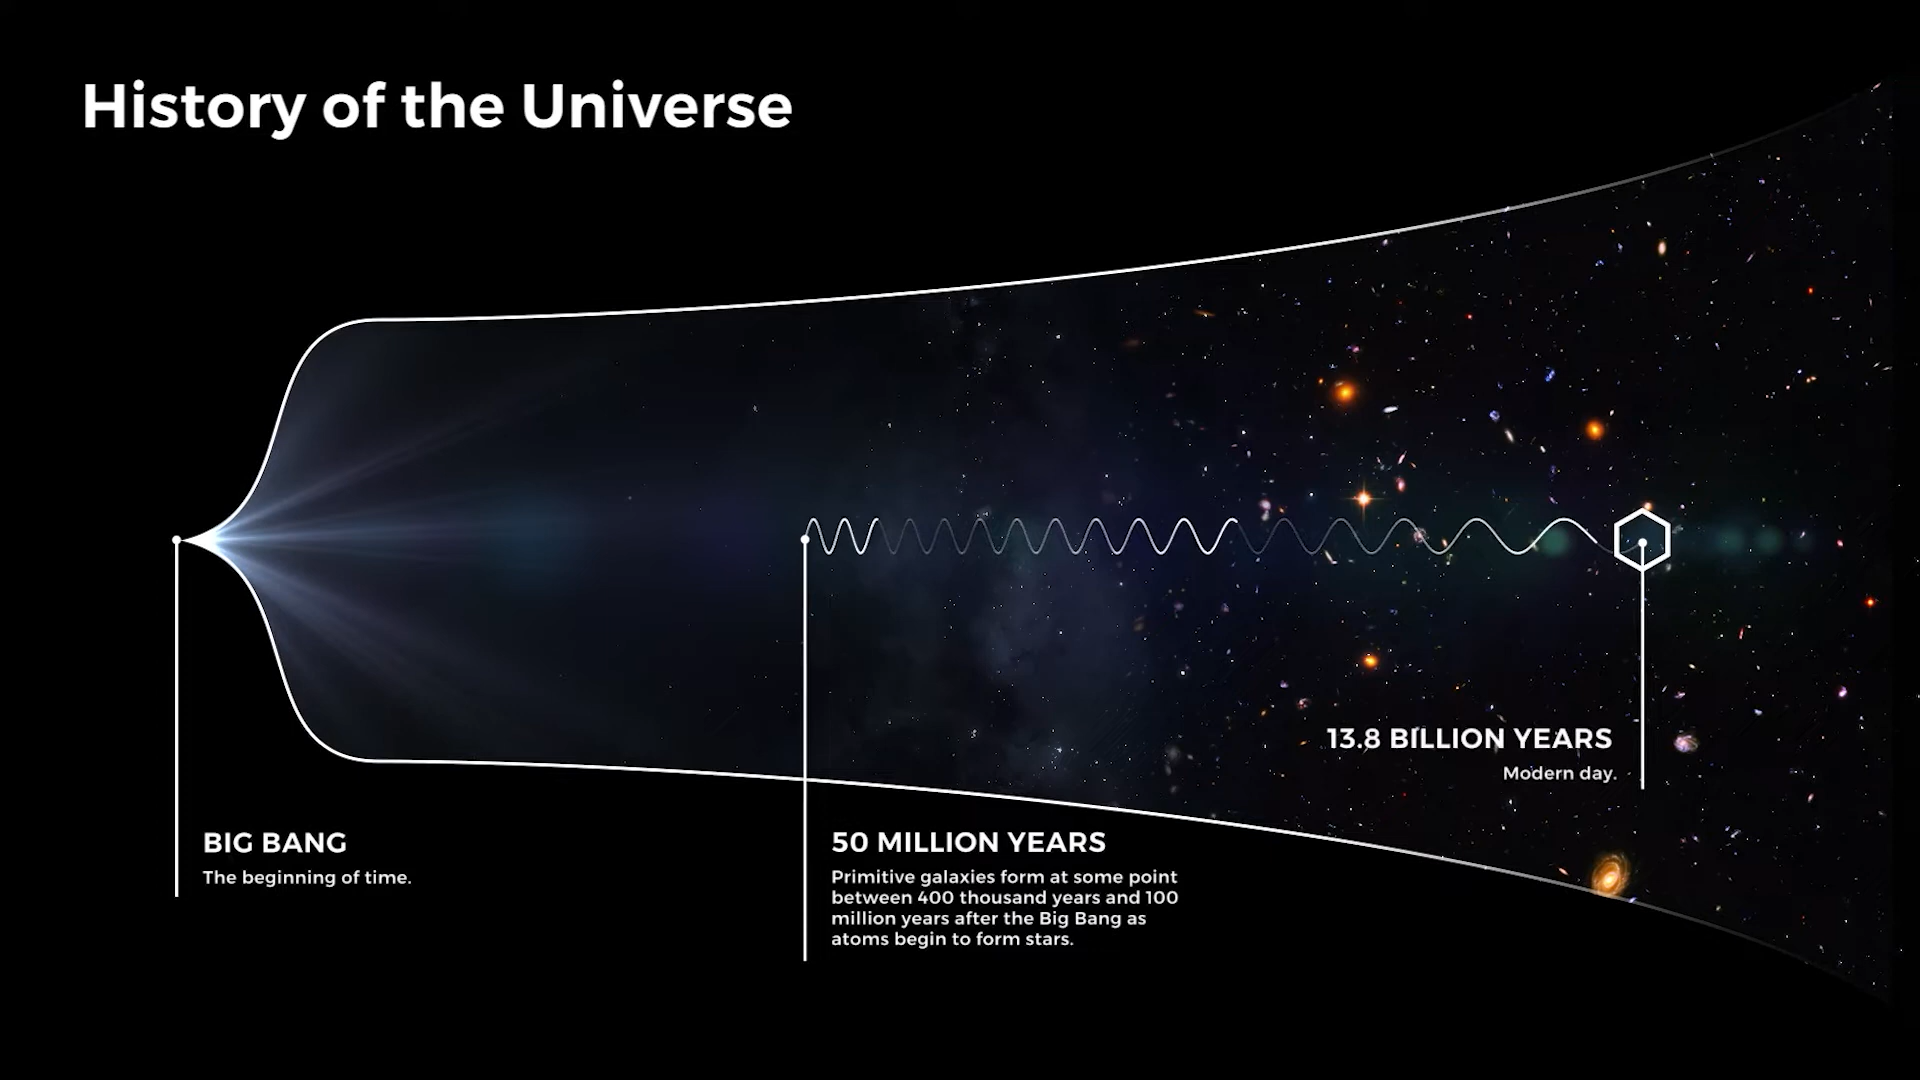 History of the Universe
13.8 BILLION YEARS
Modern day.
BIG BANG
The beginning of time.
50 MILLION YEARS
Primitive galaxies form at some point
between 400 thousand years and 100
million years after the Big Bang as
atoms begin to form stars.